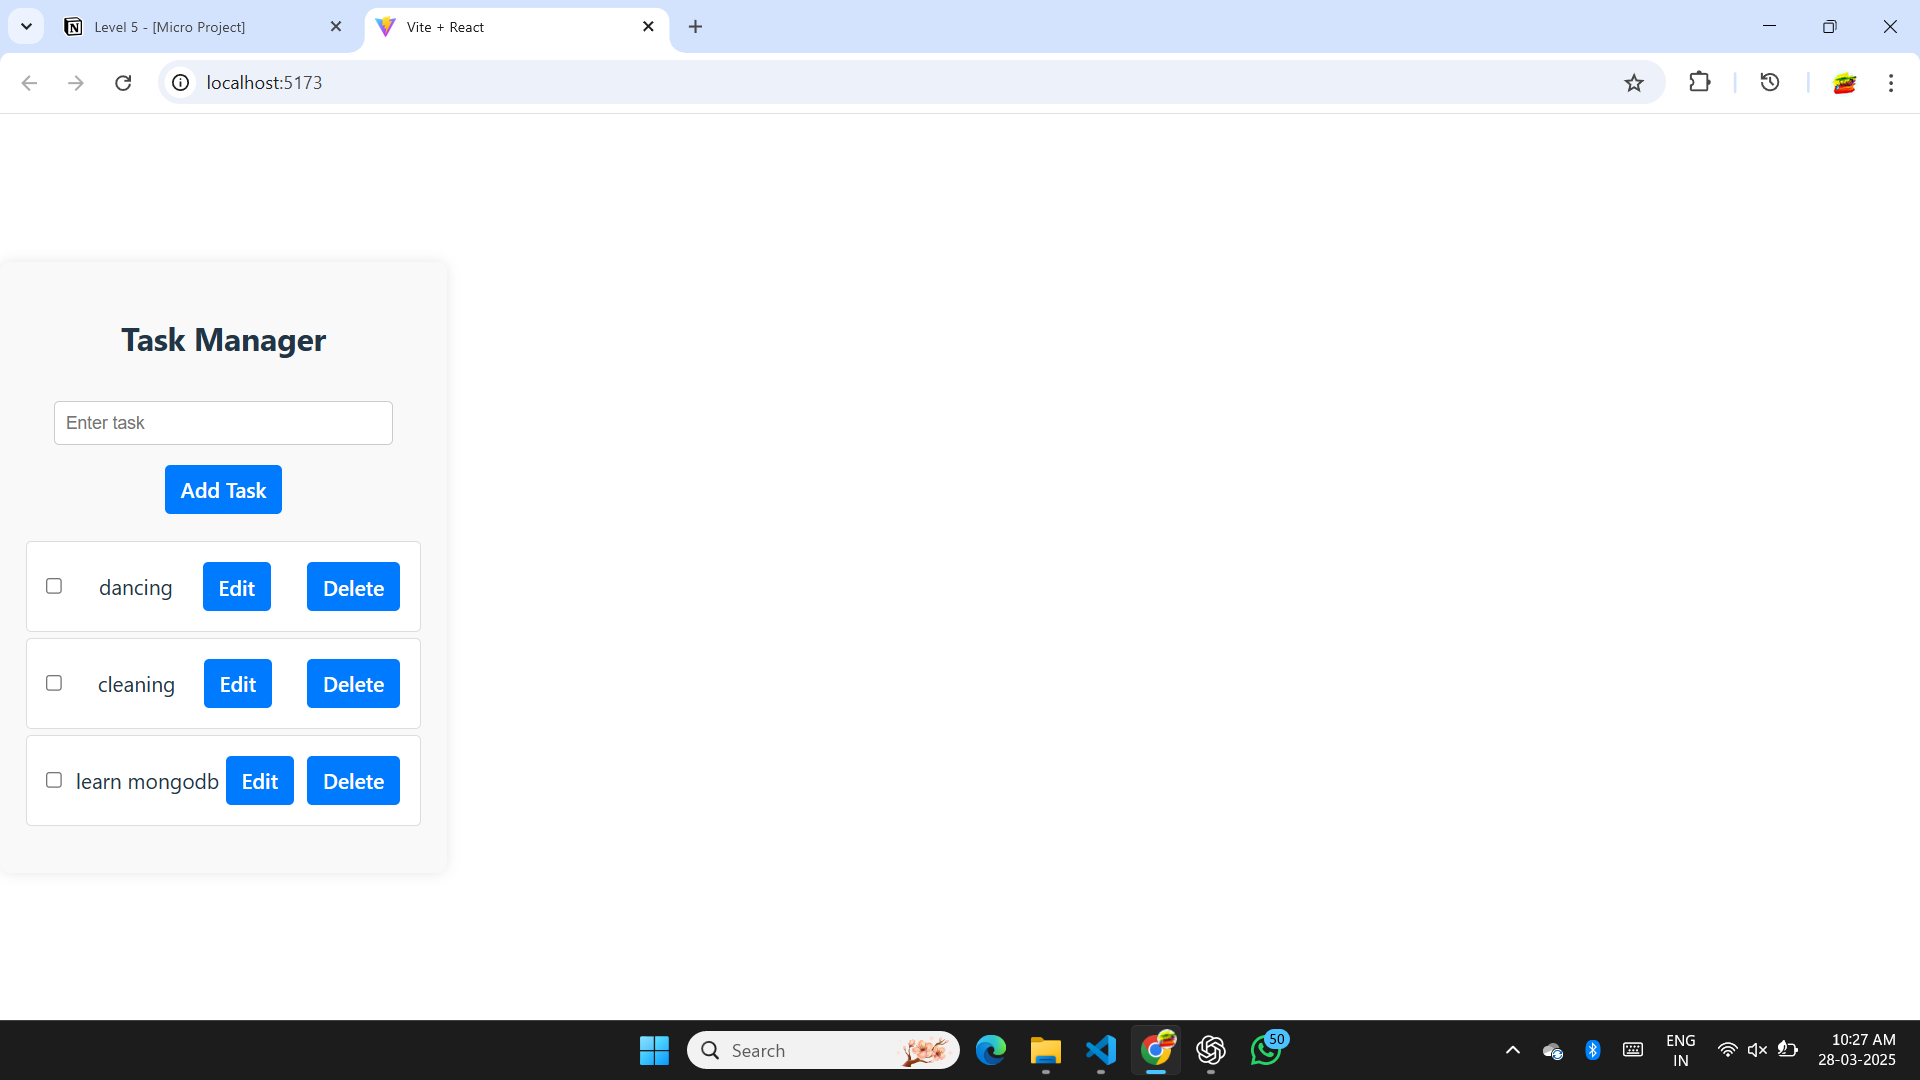 Level 5 - [Micro Project]
Vite + React
localhost:5173
Task Manager
Enter task
Add Task
dancing Edit Delete
cleaning Edit Delete
learn mongodb Edit Delete
Search
50
ENG
IN
10:27 AM
28-03-2025